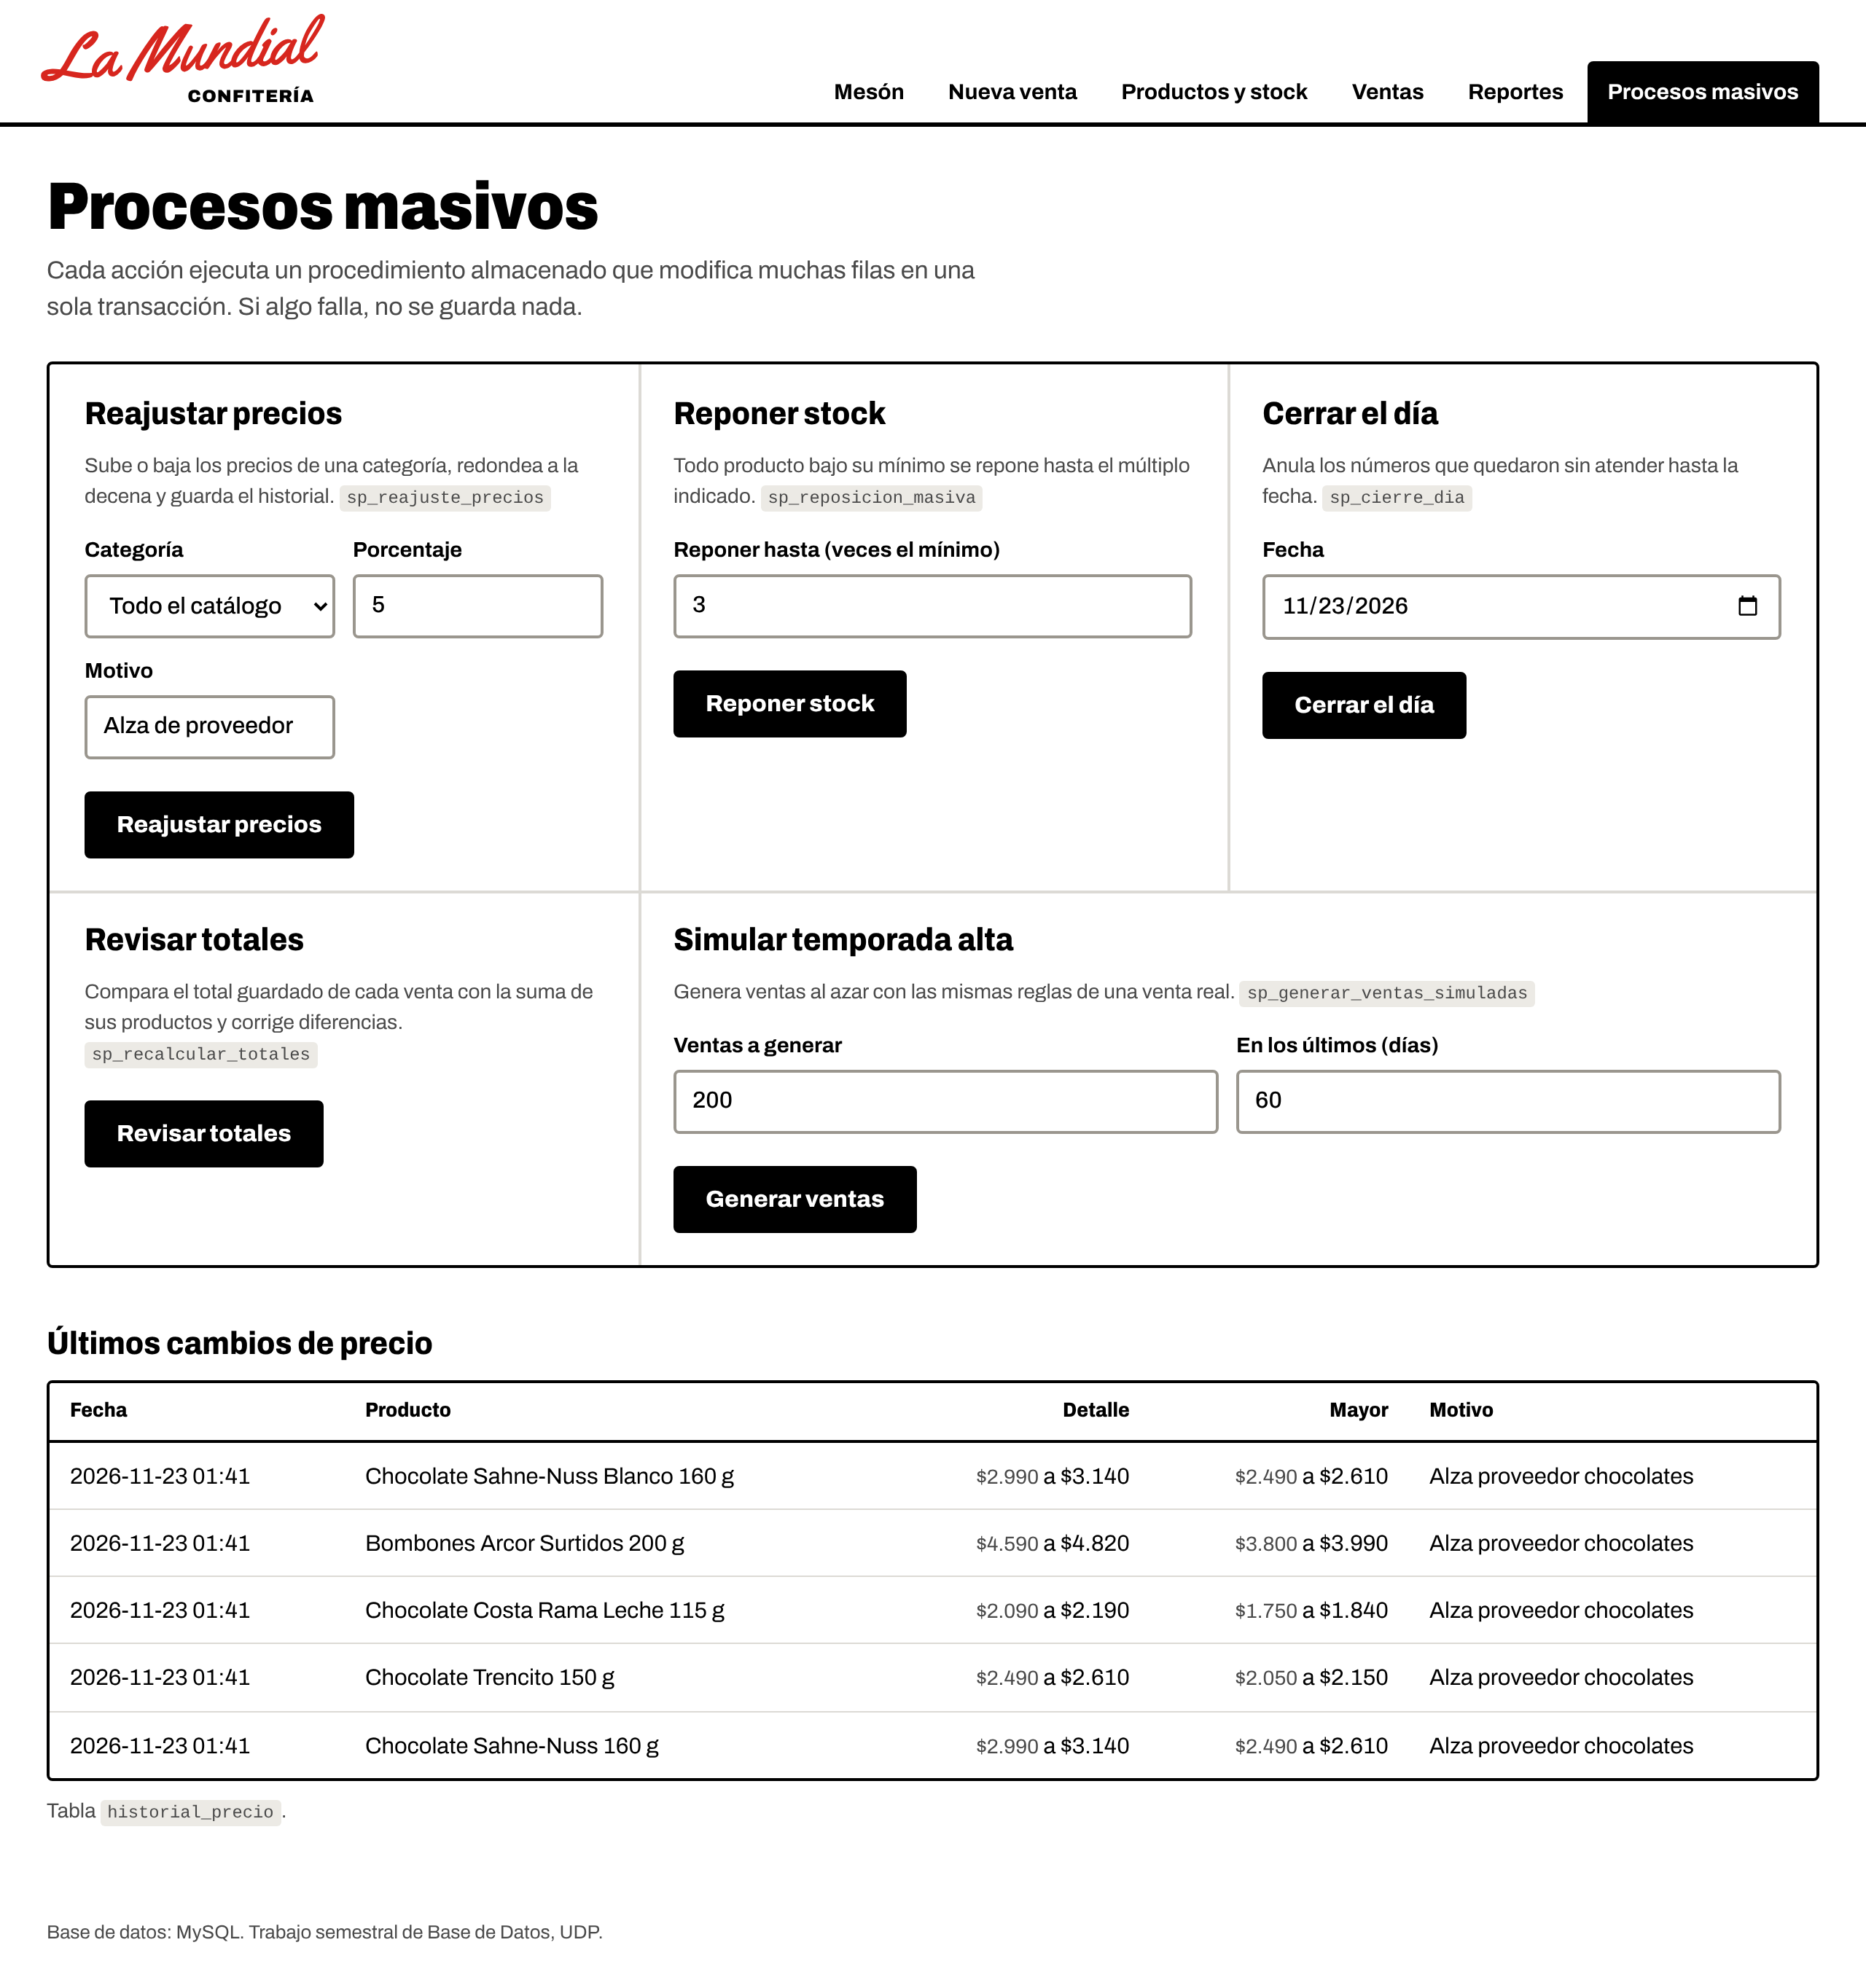 La Mundial
CONFITERÍA
Mesón
Nueva venta
Productos y stock
Ventas
Reportes
Procesos masivos
Procesos masivos
Cada acción ejecuta un procedimiento almacenado que modifica muchas filas en una
sola transacción. Si algo falla, no se guarda nada.
Reajustar precios
Sube o baja los precios de una categoría, redondea a la
decena y guarda el historial. sp_reajuste_precios
Categoría
Porcentaje
Todo el catálogo
5
Motivo
Alza de proveedor
Reajustar precios
Reponer stock
Todo producto bajo su mínimo se repone hasta el múltiplo
indicado. sp_reposicion_masiva
Reponer hasta (veces el mínimo)
3
Reponer stock
Cerrar el día
Anula los números que quedaron sin atender hasta la
fecha. sp_cierre_dia
Fecha
11/23/2026
Cerrar el día
Revisar totales
Compara el total guardado de cada venta con la suma de
sus productos y corrige diferencias.
sp_recalcular_totales
Revisar totales
Simular temporada alta
Genera ventas al azar con las mismas reglas de una venta real. sp_generar_ventas_simuladas
Ventas a generar
En los últimos (días)
200
60
Generar ventas
Últimos cambios de precio
Fecha Producto Detalle Mayor Motivo
2026-11-23 01:41 Chocolate Sahne-Nuss Blanco 160 g $2.990 a $3.140 $2.490 a $2.610 Alza proveedor chocolates
2026-11-23 01:41 Bombones Arcor Surtidos 200 g $4.590 a $4.820 $3.800 a $3.990 Alza proveedor chocolates
2026-11-23 01:41 Chocolate Costa Rama Leche 115 g $2.090 a $2.190 $1.750 a $1.840 Alza proveedor chocolates
2026-11-23 01:41 Chocolate Trencito 150 g $2.490 a $2.610 $2.050 a $2.150 Alza proveedor chocolates
2026-11-23 01:41 Chocolate Sahne-Nuss 160 g $2.990 a $3.140 $2.490 a $2.610 Alza proveedor chocolates
Tabla historial_precio.
Base de datos: MySQL. Trabajo semestral de Base de Datos, UDP.